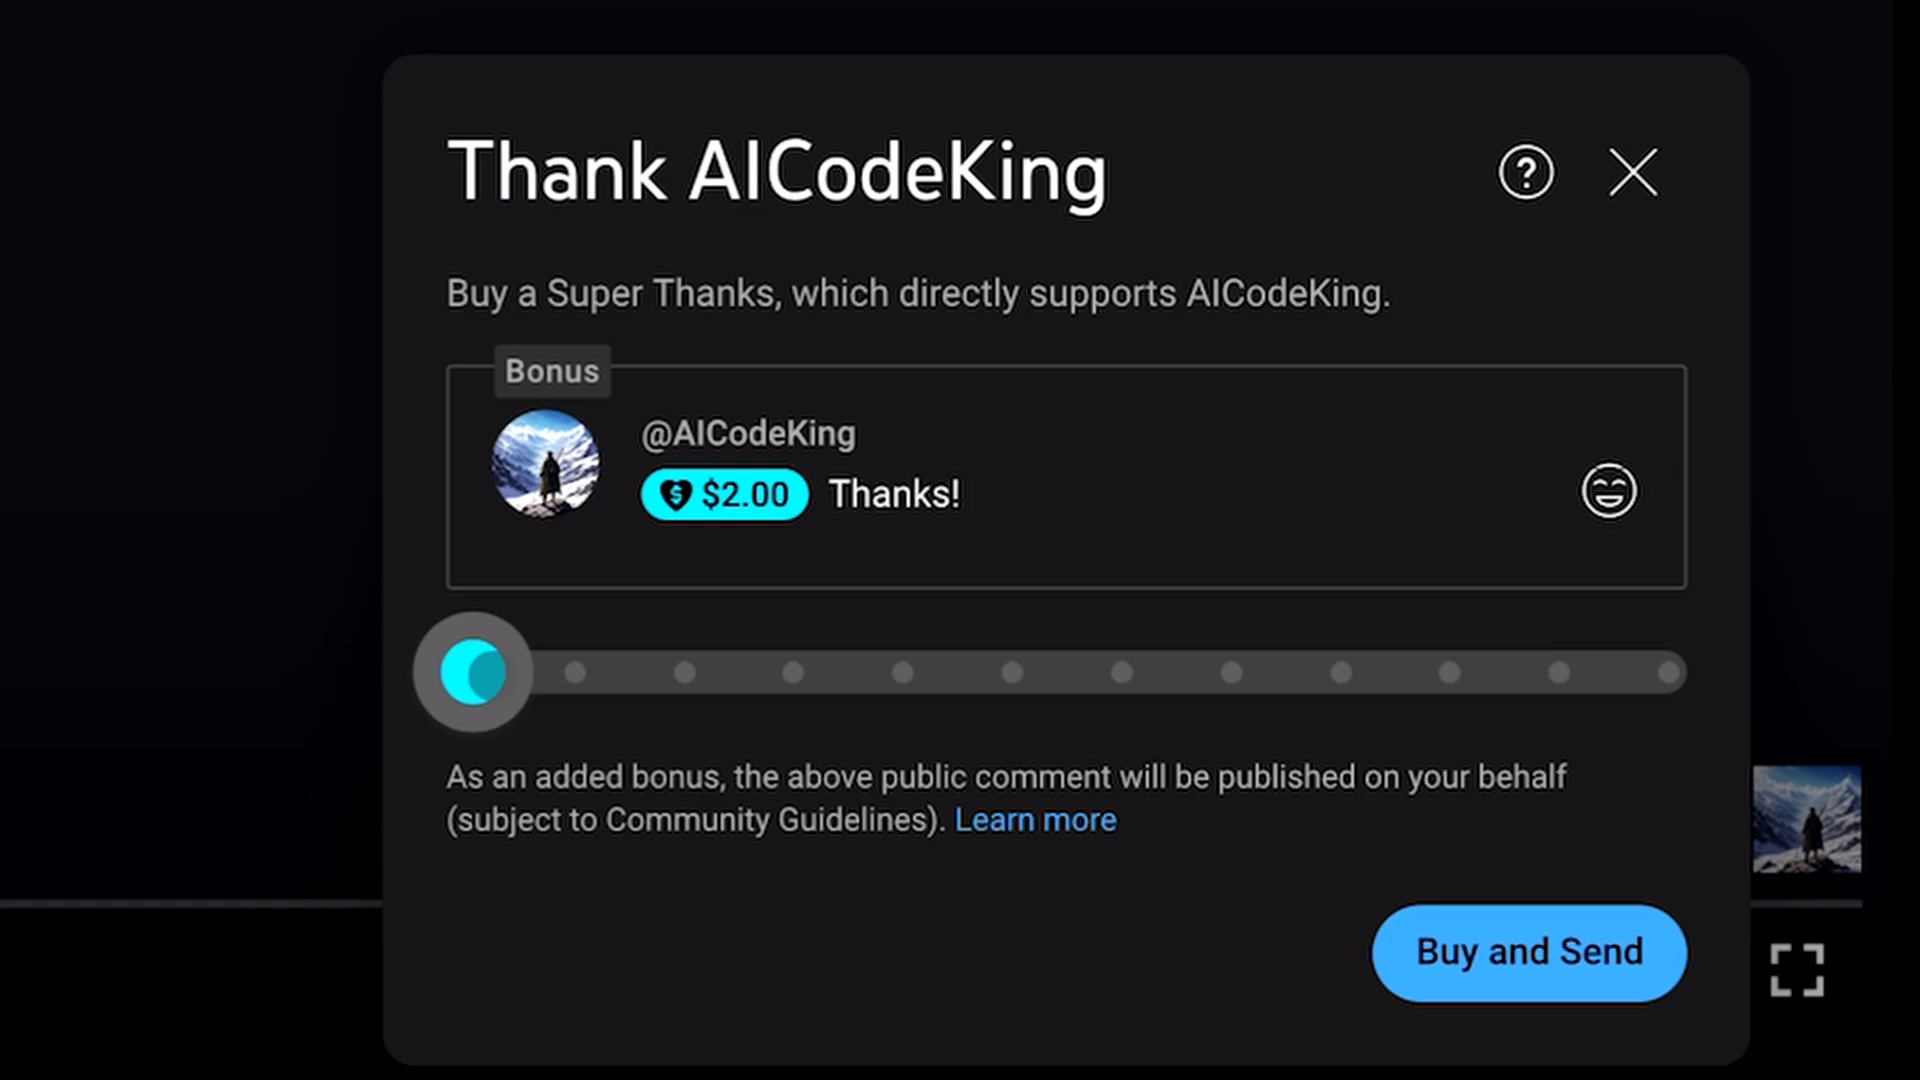 Thank AICodeKing
Buy a Super Thanks, which directly supports AICodeKing.
Bonus
@AICodeKing
$2.00 Thanks!
As an added bonus, the above public comment will be published on your behalf
(subject to Community Guidelines). Learn more
Buy and Send